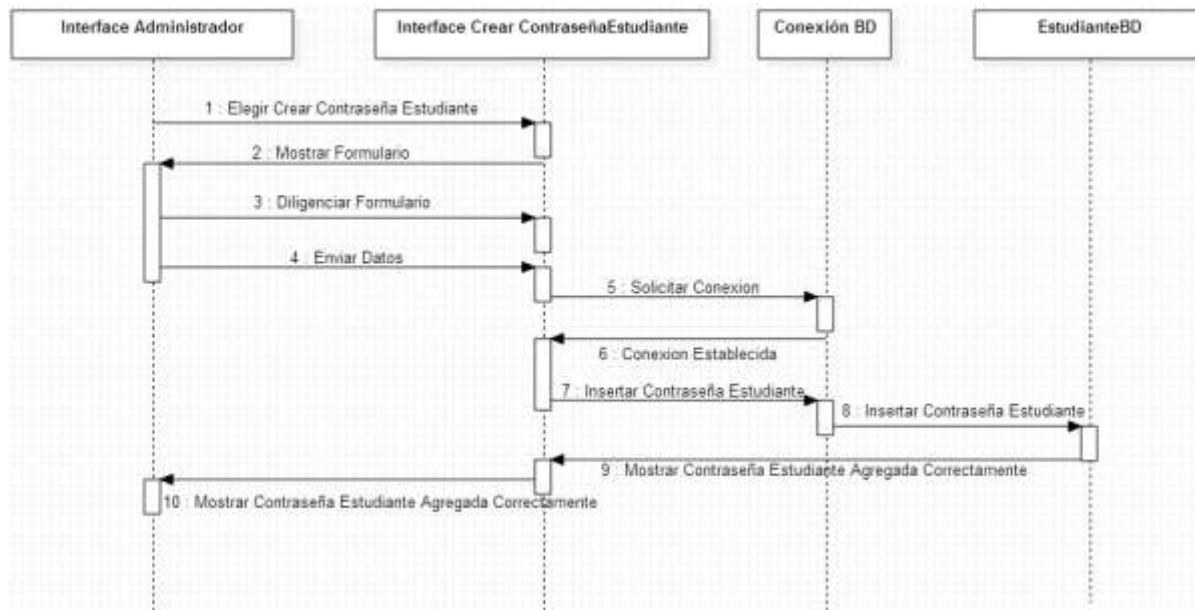 Interface Administrador
Interface Crear ContraseñaEstudiante
Conexión BD
EstudianteBD
1 : Elegir Crear Contraseña Estudiante
2 : Mostrar Formulario
3 : Diligenciar Formulario
4 : Enviar Datos
5 : Solicitar Conexion
6 : Conexion Establecida
7 : Insertar Contraseña Estudiante
8 : Insertar Contraseña Estudiante
9 : Mostrar Contraseña Estudiante Agregada Correctamente
10 : Mostrar Contraseña Estudiante Agregada Correctamente